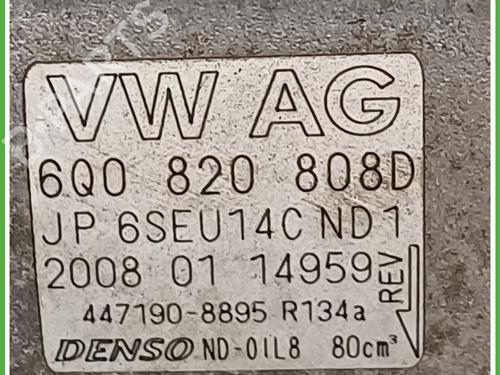 VW AG
6Q0 820 808D
JP 6SEU14C ND1
2008 01 14959
REV
447190-8895 R134a
DENSO ND-OIL8 80cm³